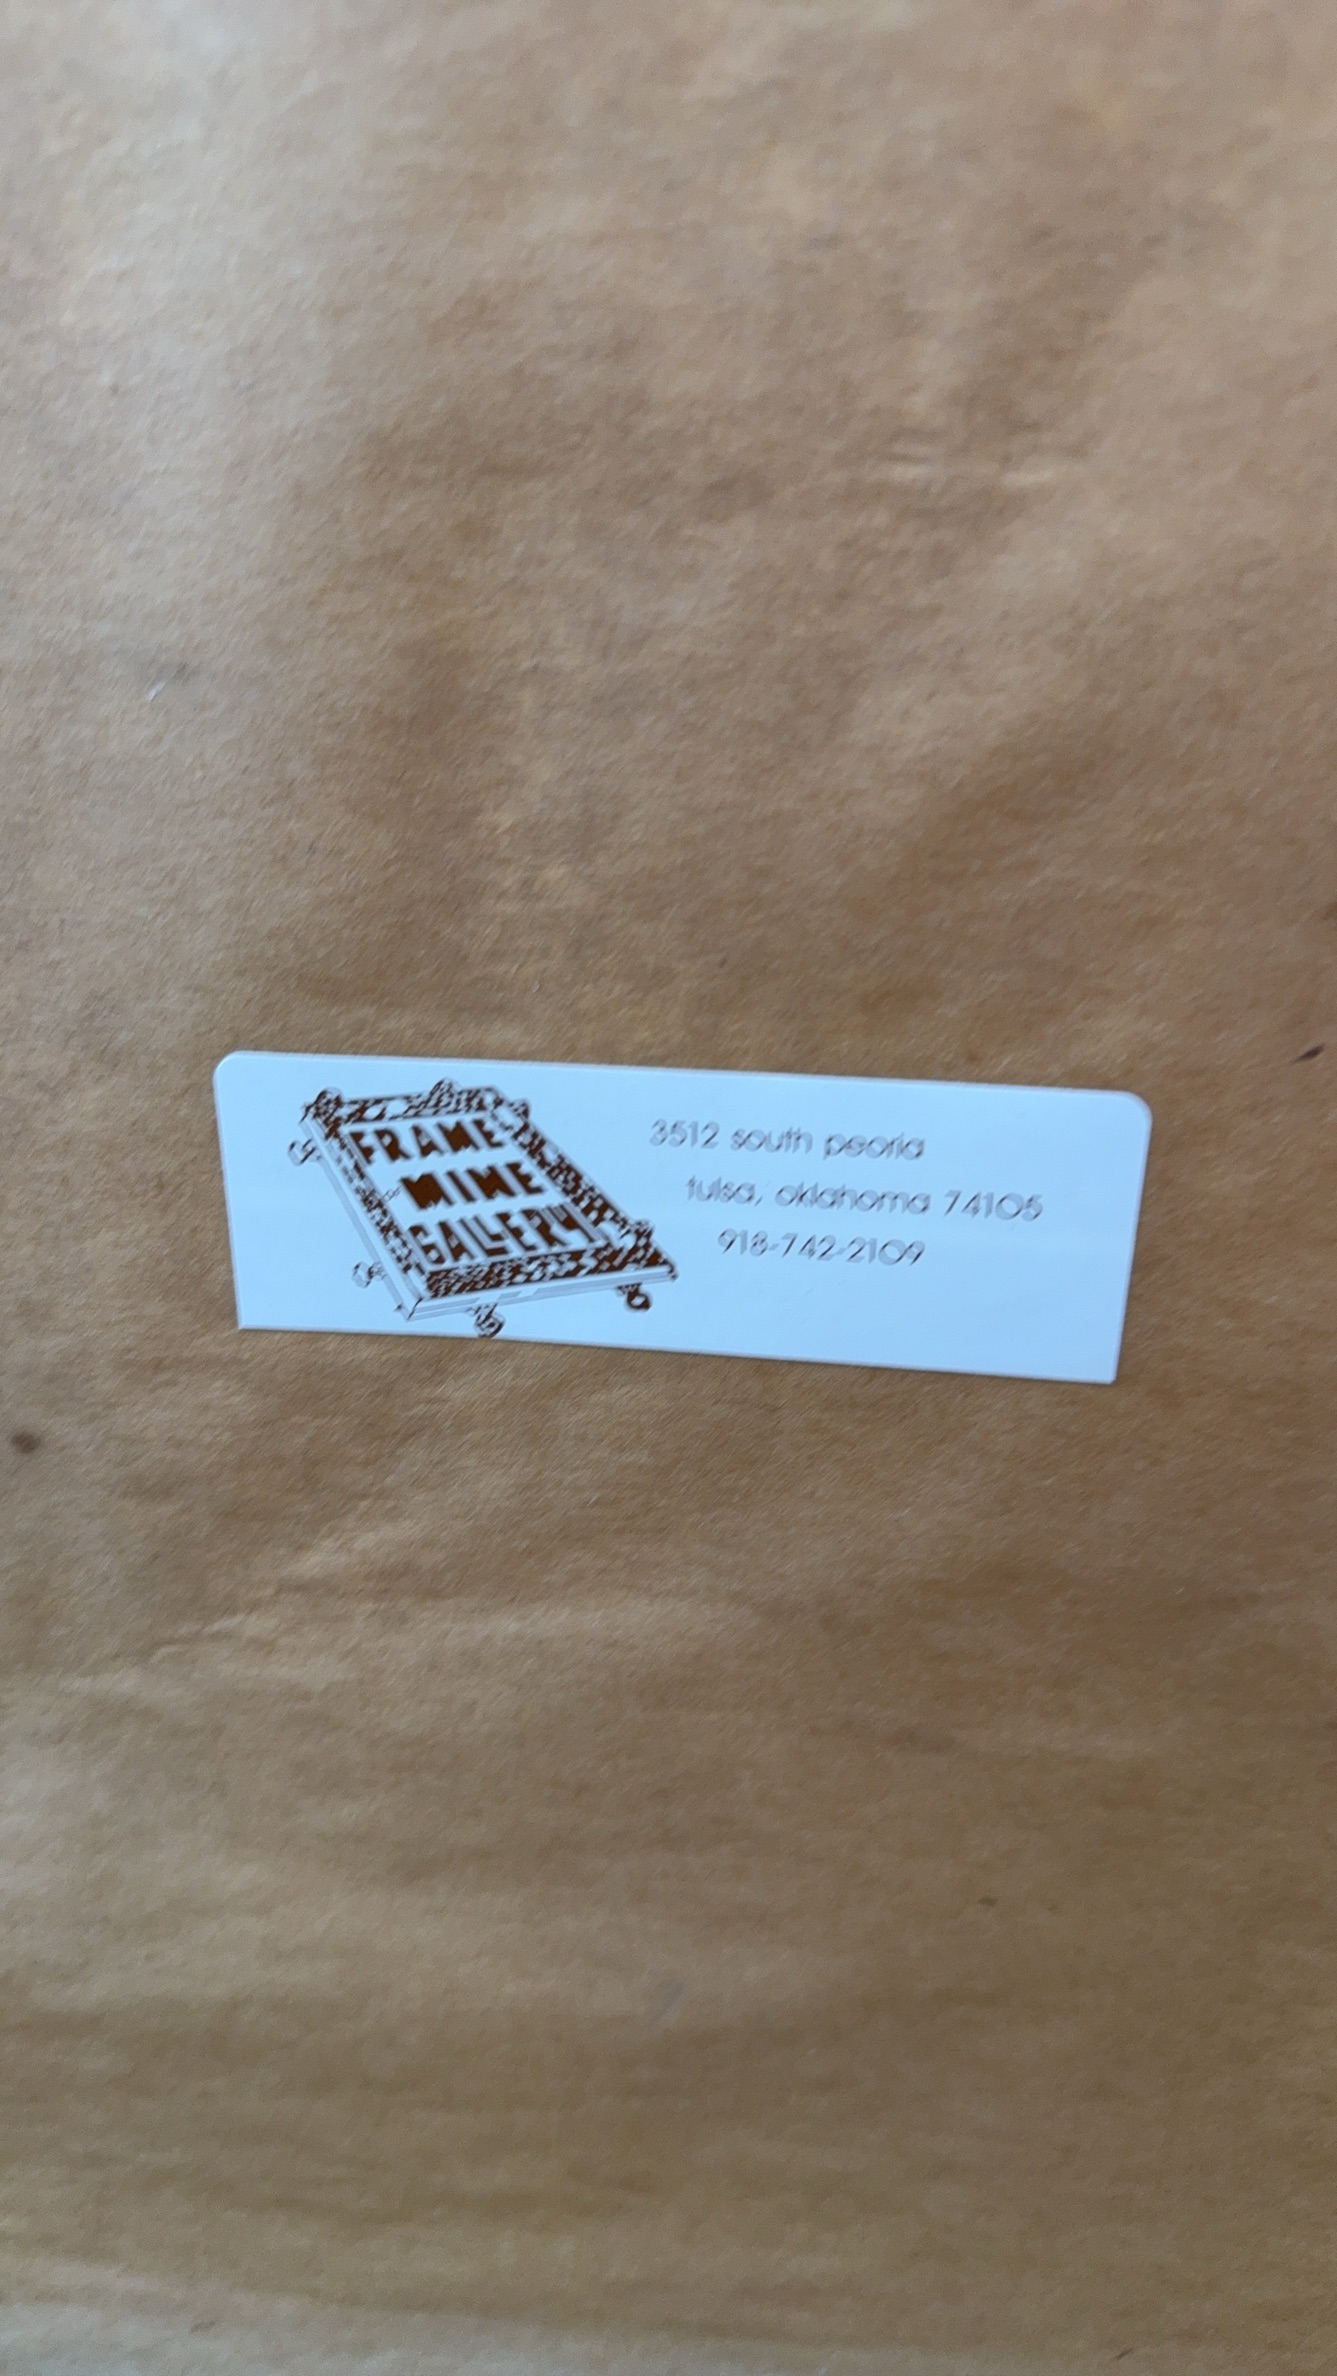 FRAME
MINE
GALLERY
3512 south peoria
tulsa, oklahoma 74105
918-742-2109